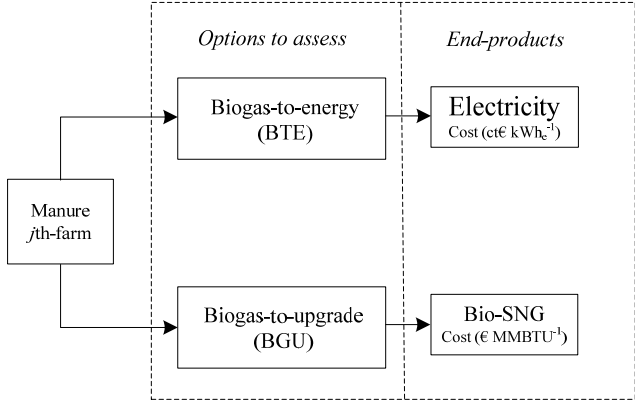 Options to assess
End-products
Biogas-to-energy
(BTE)
Electricity
Cost (ct€ kWhe-1)
Manure
jth-farm
Biogas-to-upgrade
(BGU)
Bio-SNG
Cost (€ MMBTU-1)